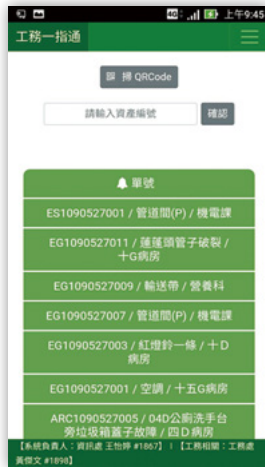 4G 上午9:45
工務一指通
掃 QRCode
請輸入資產編號 確認
單號
ES1090527001 / 管道間(P) / 機電課
EG1090527011 / 蓮蓬頭管子破裂 /
十G病房
EG1090527009 / 輸送帶 / 營養科
EG1090527007 / 管道間(P) / 機電課
EG1090527003 / 紅燈鈴一條 / 十D
病房
EG1090527001 / 空調 / 十五G病房
ARC1090527005 / 04D公廁洗手台
旁垃圾箱蓋子故障 / 四D病房
【系統負責人：資訊處 王怡婷 #1867】 | 【工務相關：工務處
黃傑文 #1898】